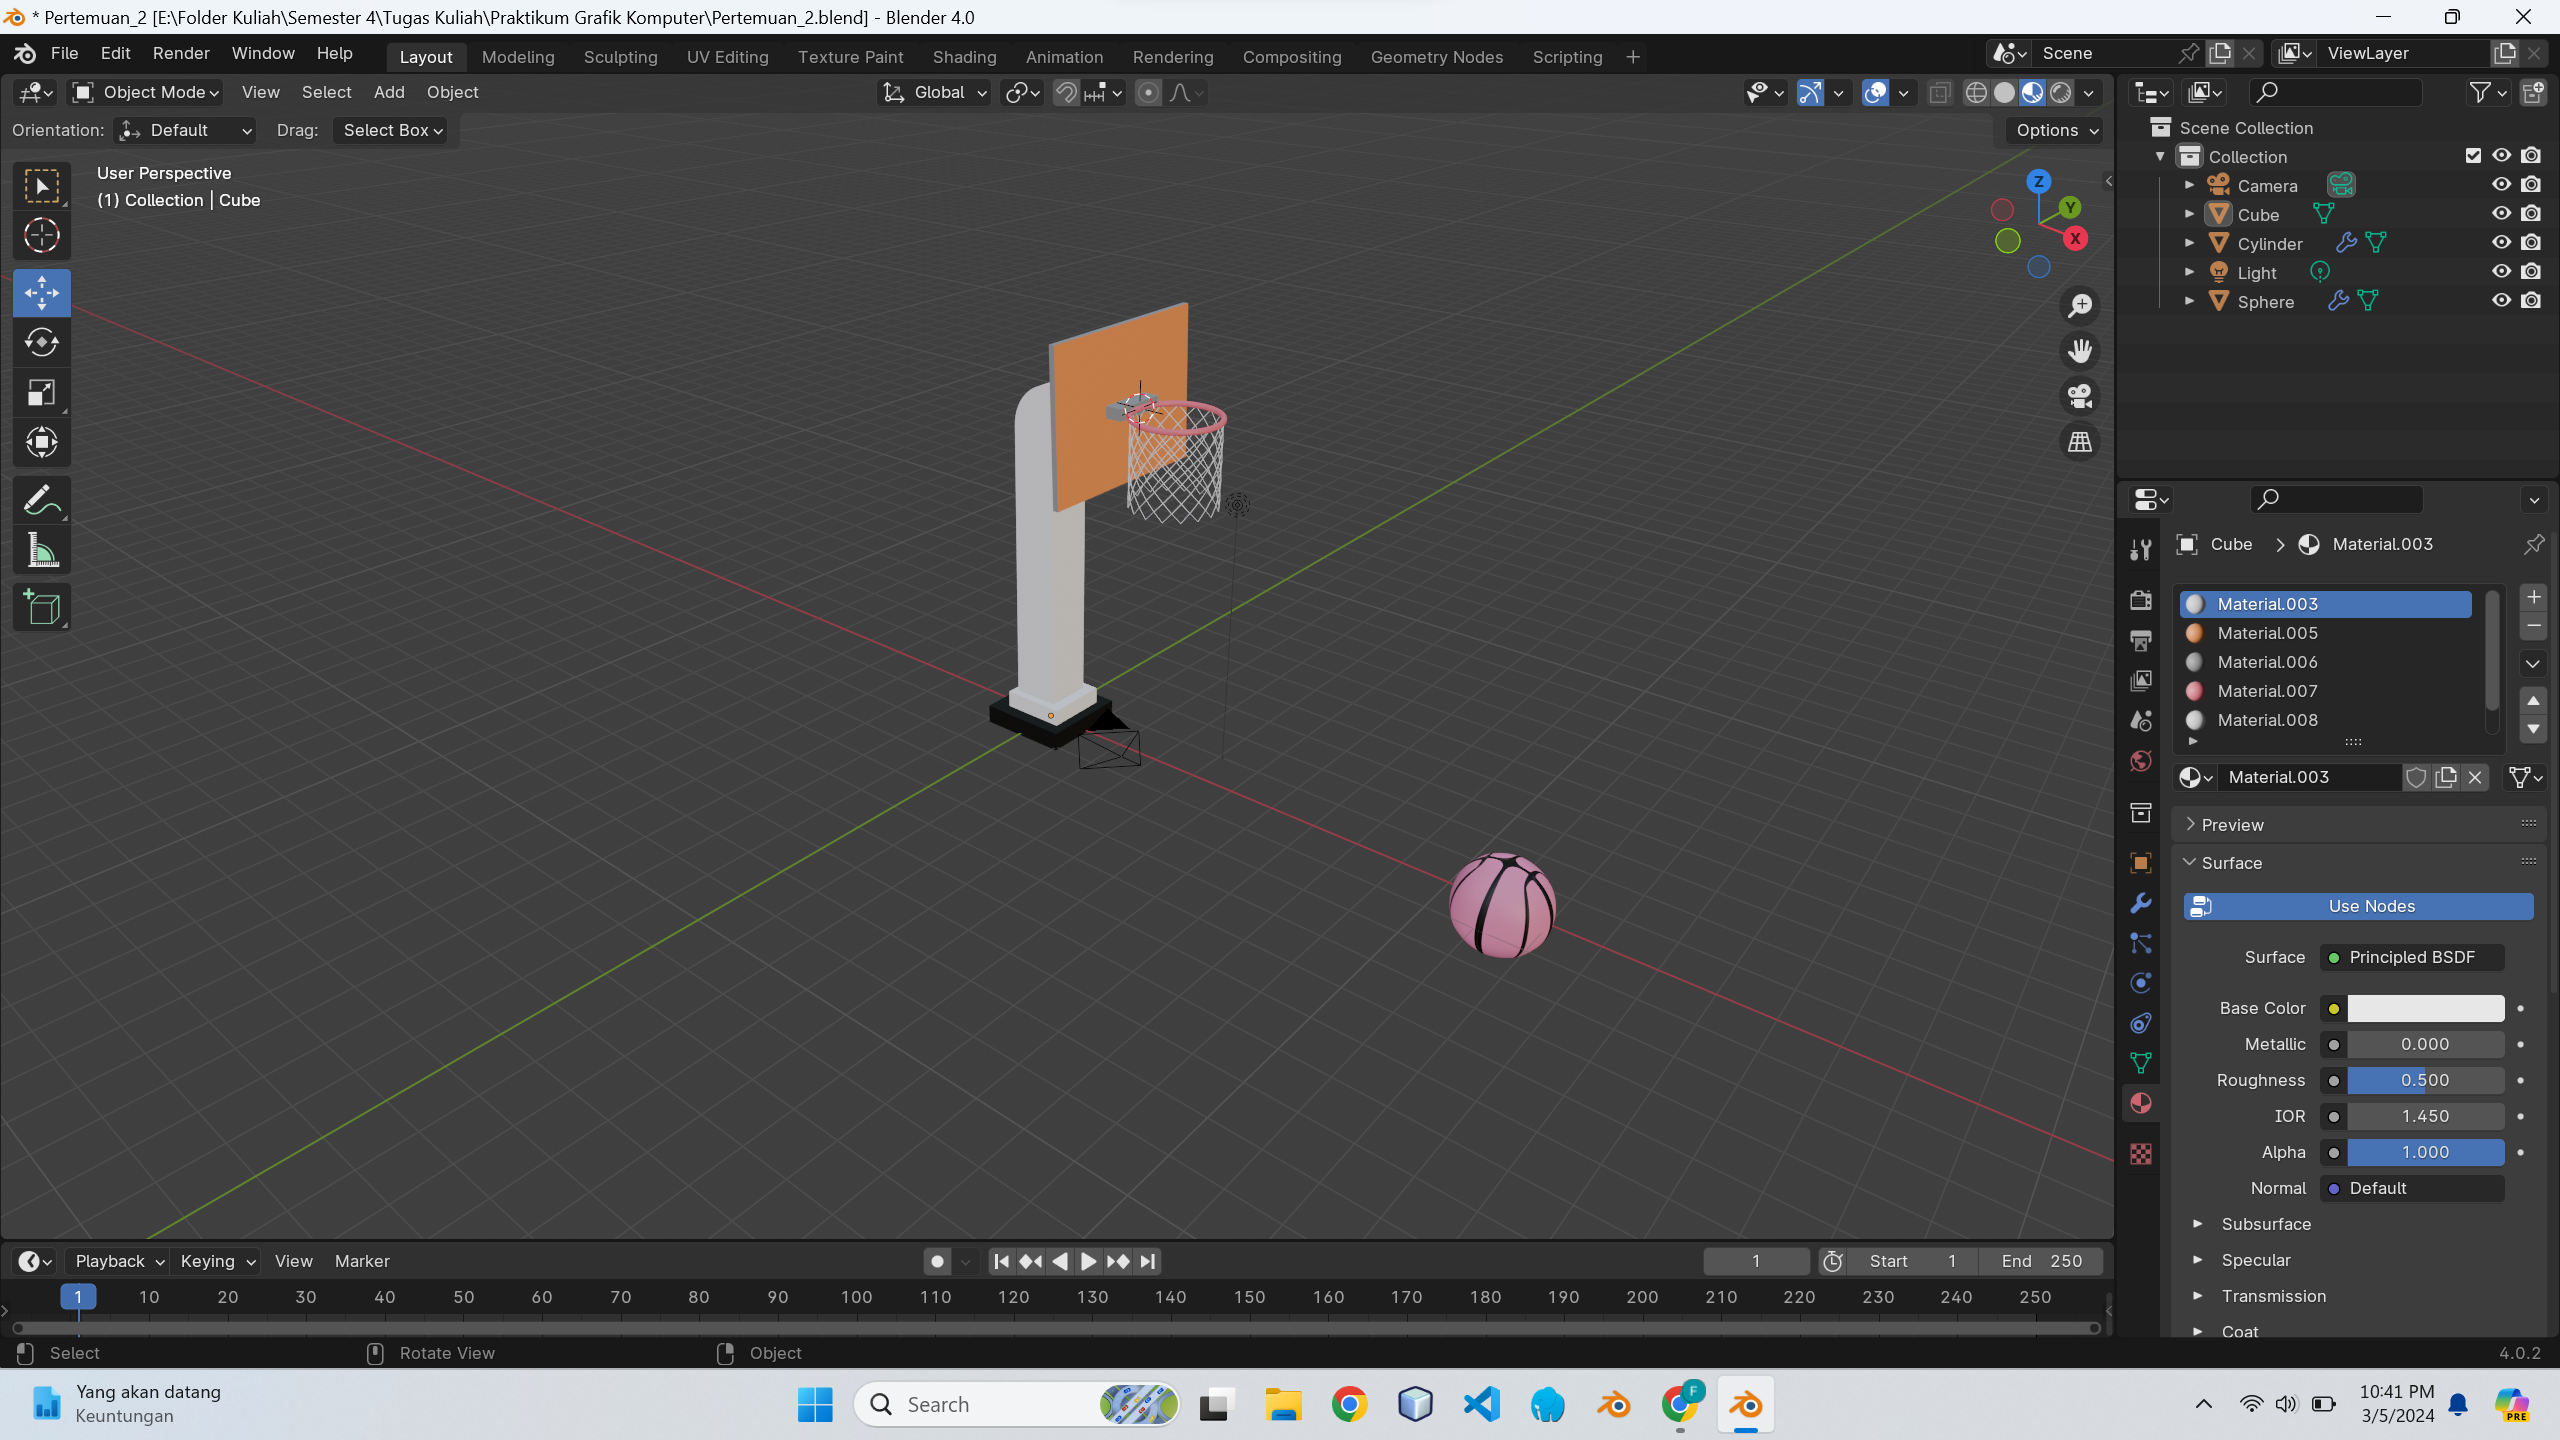 * Pertemuan_2 [E:\Folder Kuliah\Semester 4\Tugas Kuliah\Praktikum Grafik Komputer\Pertemuan_2.blend] - Blender 4.0
File Edit Render Window Help Layout Modeling Sculpting UV Editing Texture Paint Shading Animation Rendering Compositing Geometry Nodes Scripting + Scene ViewLayer
Object Mode View Select Add Object Global
Orientation: Default Drag: Select Box Options
User Perspective
(1) Collection | Cube
Z
Y
X
Scene Collection
Collection
Camera
Cube
Cylinder
Light
Sphere
Cube > Material.003
Material.003
Material.005
Material.006
Material.007
Material.008
Material.003
Preview
Surface
Use Nodes
Surface Principled BSDF
Base Color
Metallic 0.000
Roughness 0.500
IOR 1.450
Alpha 1.000
Normal Default
Subsurface
Specular
Transmission
Coat
Playback Keying View Marker 1 Start 1 End 250
1 10 20 30 40 50 60 70 80 90 100 110 120 130 140 150 160 170 180 190 200 210 220 230 240 250
Select Rotate View Object 4.0.2
Yang akan datang
Keuntungan
Search
F
10:41 PM
3/5/2024
PRE